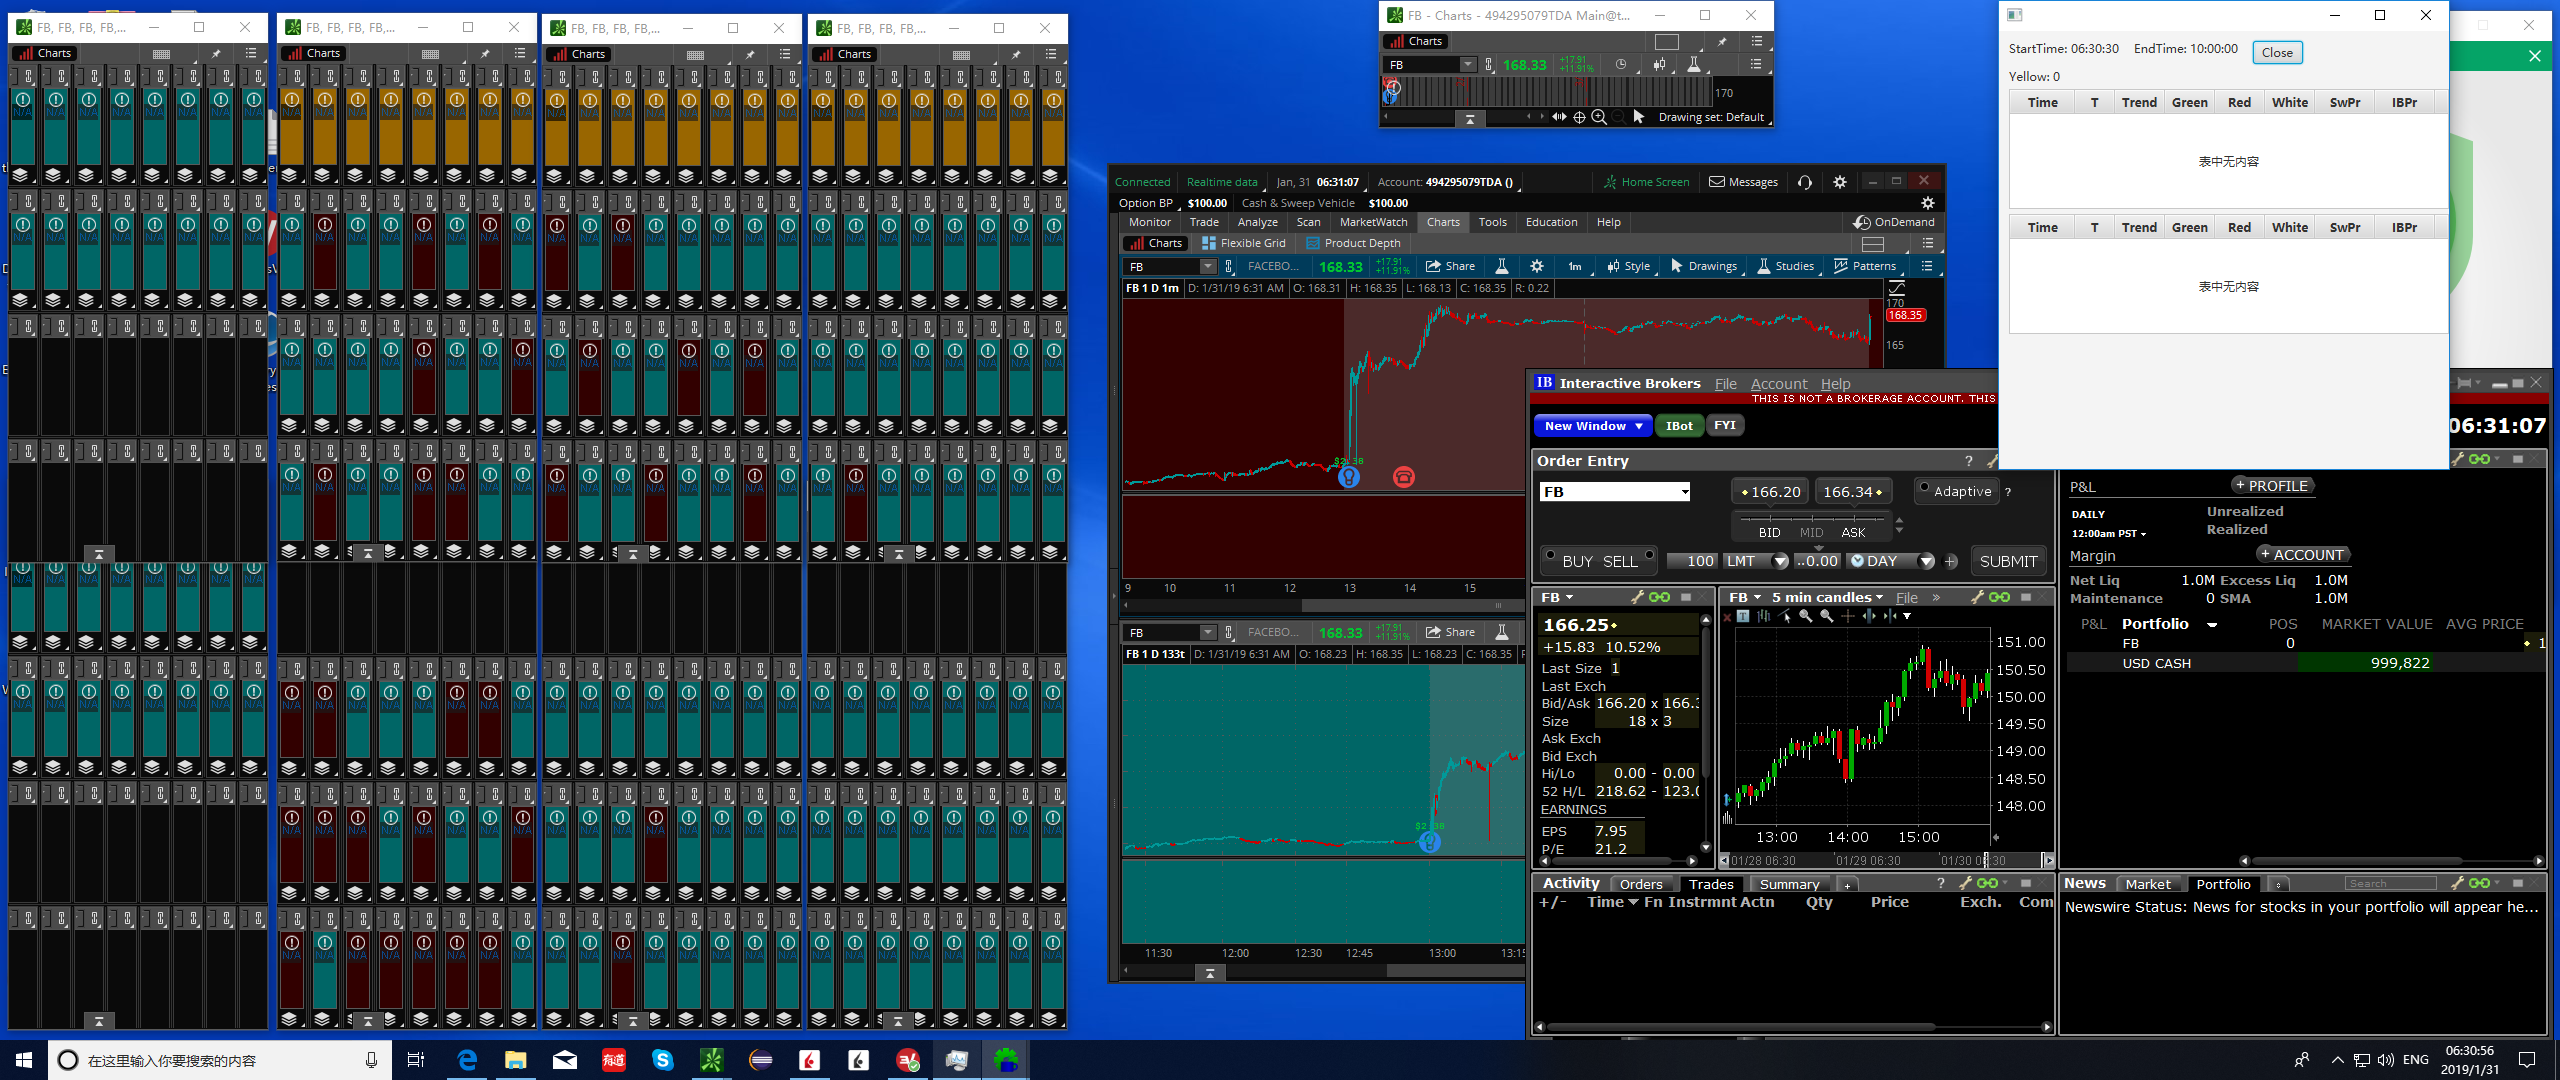 FB, FB, FB, FB,...
Charts
FB, FB, FB, FB,...
Charts
FB, FB, FB, FB,...
Charts
FB, FB, FB, FB,...
Charts
FB - Charts - 494295079TDA Main@t...
Charts
FB 168.33 +17.91 +11.91%
170
Drawing set: Default
Connected Realtime data Jan, 31 06:31:07 Account: 494295079TDA () Home Screen Messages
Option BP $100.00 Cash & Sweep Vehicle $100.00
Monitor Trade Analyze Scan MarketWatch Charts Tools Education Help OnDemand
Charts Flexible Grid Product Depth
FB FACEBO... 168.33 +17.91 +11.91% Share 1m Style Drawings Studies Patterns
FB 1 D 1m D: 1/31/19 6:31 AM O: 168.31 H: 168.35 L: 168.13 C: 168.35 R: 0.22
170
168.35
165
9 10 11 12 13 14 15
FB FACEBO... 168.33 +17.91 +11.91% Share
FB 1 D 133t D: 1/31/19 6:31 AM O: 168.23 H: 168.35 L: 168.23 C: 168.35
11:30 12:00 12:30 12:45 13:00 13:15
StartTime: 06:30:30 EndTime: 10:00:00 Close
Yellow: 0
Time T Trend Green Red White SwPr IBPr
表中无内容
Time T Trend Green Red White SwPr IBPr
表中无内容
IB Interactive Brokers File Account Help
THIS IS NOT A BROKERAGE ACCOUNT. THIS
New Window IBot FYI
06:31:07
Order Entry ?
FB 166.20 166.34 Adaptive ?
BID MID ASK
BUY SELL 100 LMT ..0.00 DAY + SUBMIT
FB
166.25
+15.83 10.52%
Last Size 1
Last Exch
Bid/Ask 166.20 x 166.3
Size 18 x 3
Ask Exch
Bid Exch
Hi/Lo 0.00 - 0.00
52 H/L 218.62 - 123.0
EARNINGS
EPS 7.95
P/E 21.2
FB 5 min candles File »
151.00
150.50
150.00
149.50
149.00
148.50
148.00
13:00 14:00 15:00
01/28 06:30 01/29 06:30 01/30
P&L + PROFILE
DAILY Unrealized
12:00am PST Realized
Margin + ACCOUNT
Net Liq 1.0M Excess Liq 1.0M
Maintenance 0 SMA 1.0M
P&L Portfolio POS MARKET VALUE AVG PRICE
FB 0 1
USD CASH 999,822
Activity Orders Trades Summary + ?
+/- Time Fn Instrmnt Actn Qty Price Exch. Com
News Market Portfolio Search
Newswire Status: News for stocks in your portfolio will appear he...
在这里输入你要搜索的内容
有道
ENG
06:30:56
2019/1/31